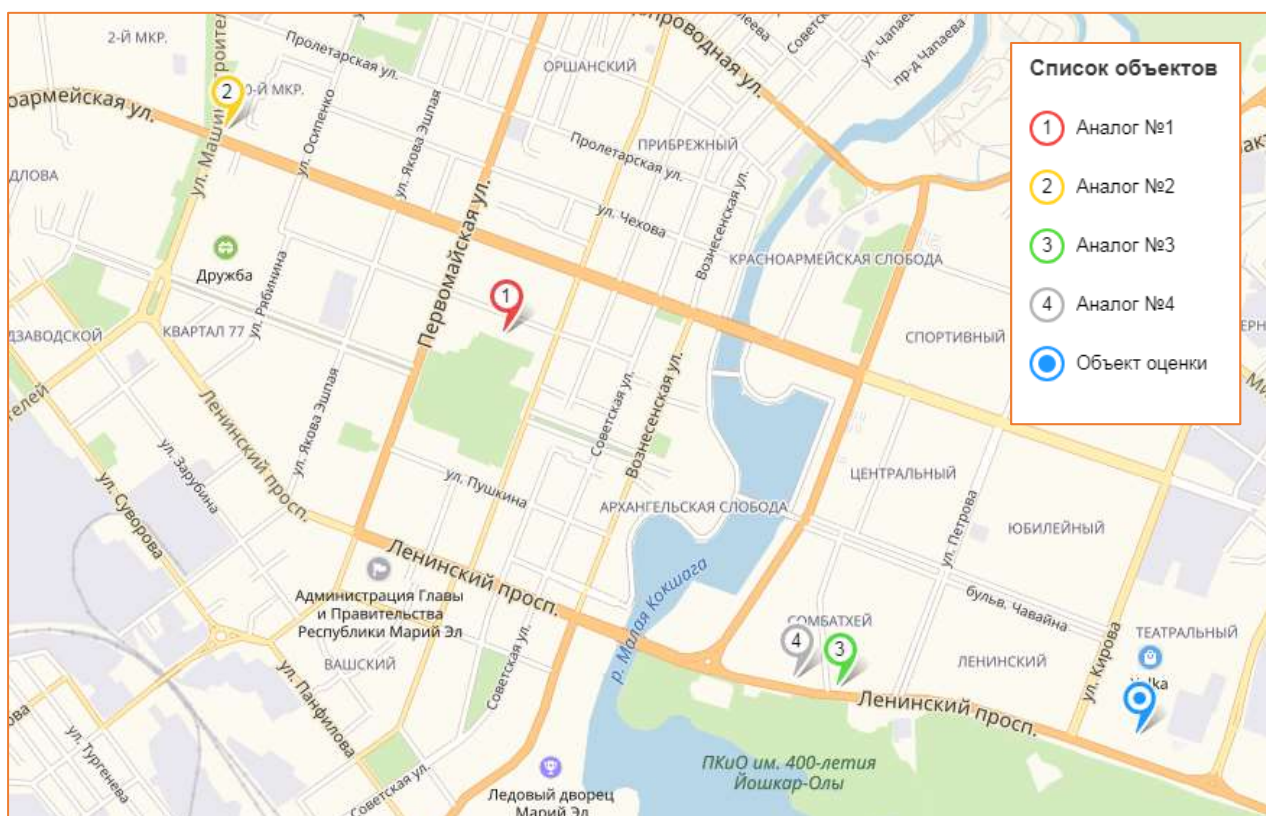 2-Й МКР.
Пролетарская ул.
ОРШАНСКИЙ
ул. Чапаева
пр-д Чапаева
Список объектов
1 Аналог №1
2 Аналог №2
3 Аналог №3
4 Аналог №4
Объект оценки
2
ул. Осипенко
ул. Якова Эшпая
Пролетарская ул.
ПРИБРЕЖНЫЙ
ул. Чехова
Вознесенская ул.
КРАСНОАРМЕЙСКАЯ СЛОБОДА
Первомайская ул.
Дружба
ул. Рябинина
1
КВАРТАЛ 77
СПОРТИВНЫЙ
Ленинский просп.
ул. Якова Эшпая
Советская ул.
Вознесенская ул.
ул. Зарубина
ул. Суворова
ул. Пушкина
АРХАНГЕЛЬСКАЯ СЛОБОДА
ЦЕНТРАЛЬНЫЙ
ул. Петрова
ЮБИЛЕЙНЫЙ
Ленинский просп.
Администрация Главы
и Правительства
Республики Марий Эл
р. Малая Кокшага
бульв. Чавайна
СОМБАТХЕЙ
4
3
ЛЕНИНСКИЙ
ул. Кирова
ТЕАТРАЛЬНЫЙ
ВАШСКИЙ
Советская ул.
ул. Панфилова
Ленинский просп.
ул. Тургенева
Советская ул.
Ледовый дворец
Марий Эл
ПКиО им. 400-летия
Йошкар-Олы